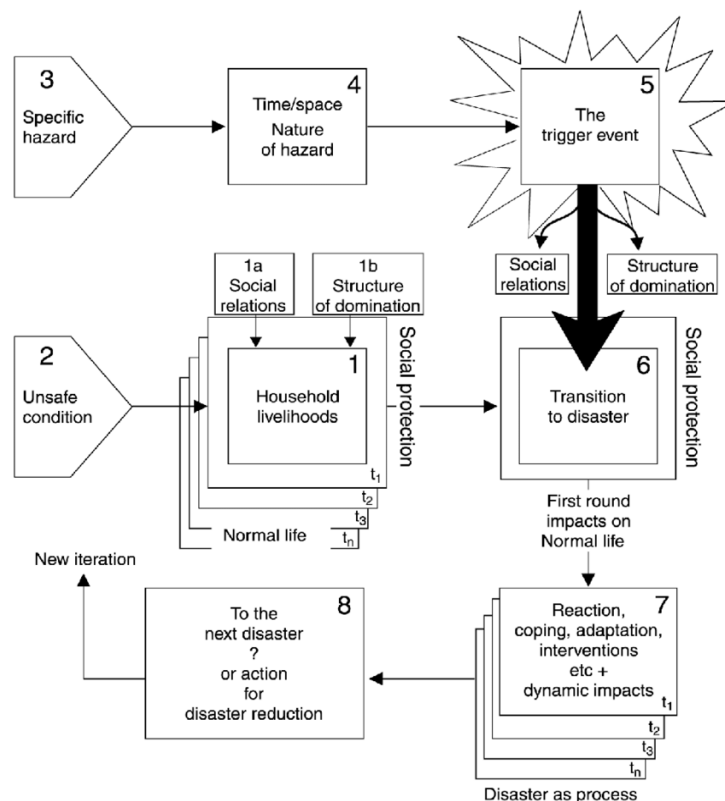 3
Specific
hazard
4
Time/space
Nature
of hazard
5
The
trigger event
Social
relations
Structure
of domination
1a
Social
relations
1b
Structure
of domination
2
Unsafe
condition
1
Household
livelihoods
Social protection
t1
t2
t3
tn
Normal life
6
Transition
to disaster
Social protection
First round
impacts on
Normal life
New iteration
8
To the
next disaster
?
or action
for
disaster reduction
7
Reaction,
coping, adaptation,
interventions
etc +
dynamic impacts
t1
t2
t3
tn
Disaster as process